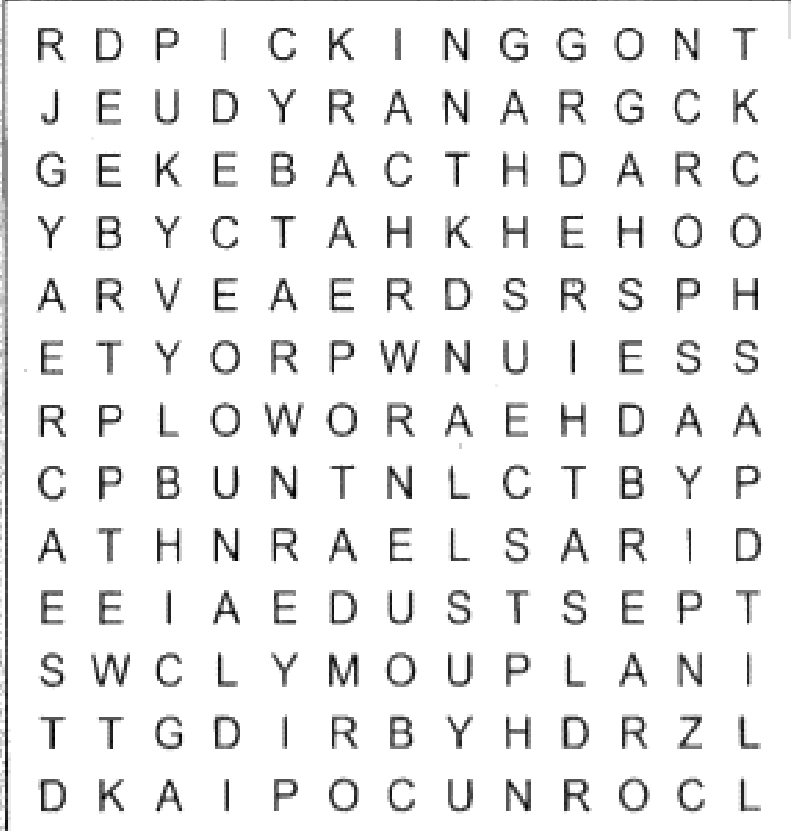 R D P I C K I N G G O N T
J E U D Y R A N A R G C K
G E K E B A C T H D A R C
Y B Y C T A H K H E H O O
A R V E A E R D S R S P H
E T Y O R P W N U I E S S
R P L O W O R A E H D A A
C P B U N T N L C T B Y P
A T H N R A E L S A R I D
E E I A E D U S T S E P T
S W C L Y M O U P L A N I
T T G D I R B Y H D R Z L
D K A I P O C U N R O C L